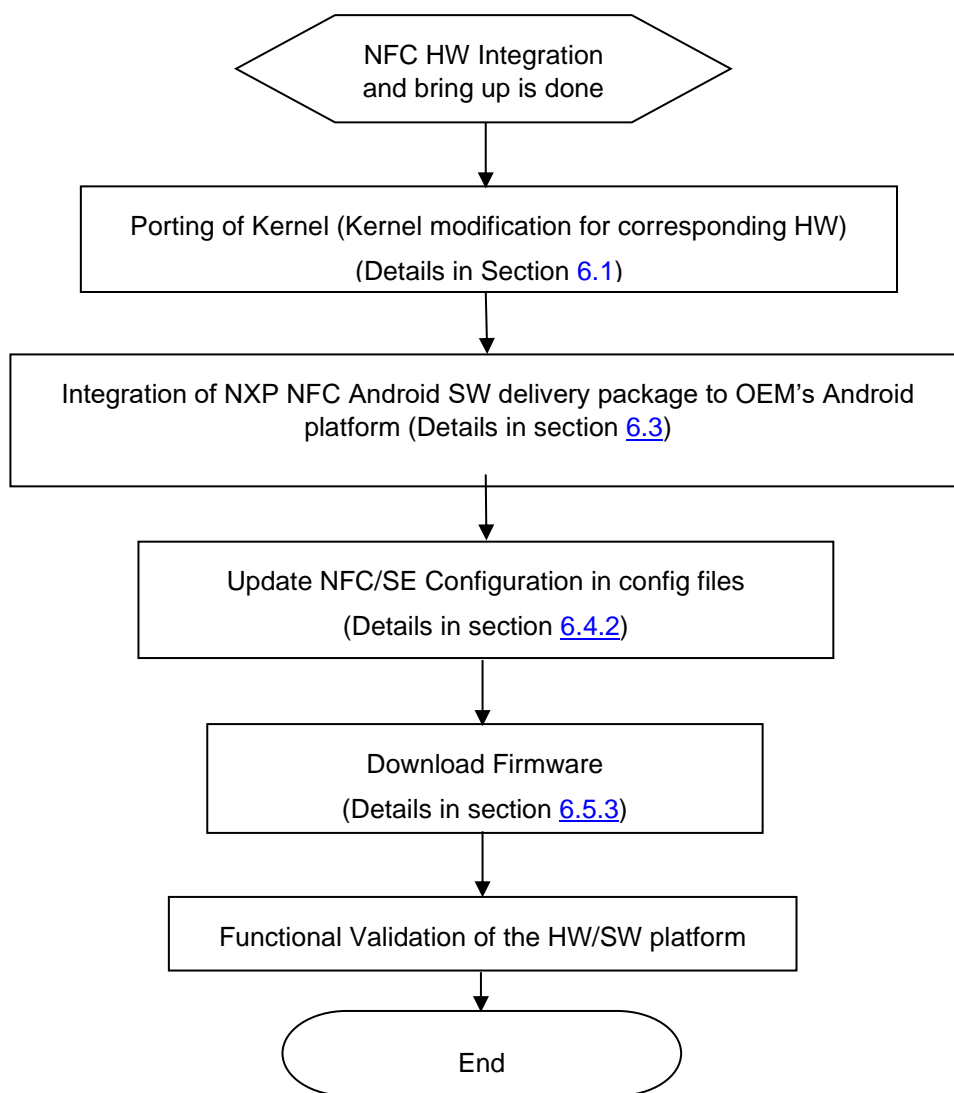 NFC HW Integration
and bring up is done
Porting of Kernel (Kernel modification for corresponding HW)
(Details in Section 6.1)
Integration of NXP NFC Android SW delivery package to OEM's Android
platform (Details in section 6.3)
Update NFC/SE Configuration in config files
(Details in section 6.4.2)
Download Firmware
(Details in section 6.5.3)
Functional Validation of the HW/SW platform
End